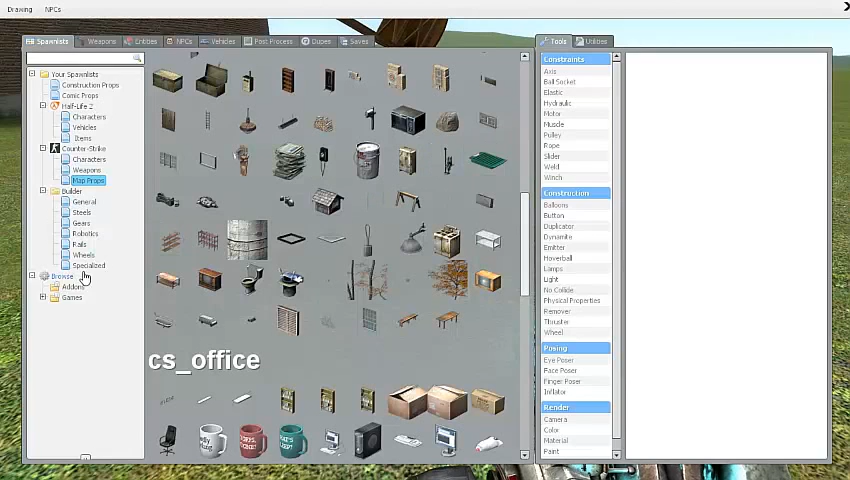 Drawing NPCs
Spawnlists Weapons Entities NPCs Vehicles Post Process Dupes Saves
Tools Utilities
Your Spawnlists
Construction Props
Comic Props
Half-Life 2
Characters
Vehicles
Items
Counter-Strike
Characters
Weapons
Map Props
Builder
General
Steels
Gears
Robotics
Rails
Wheels
Specialized
Browse
Addons
Games
cs_office
Constraints
Axis
Ball Socket
Elastic
Hydraulic
Motor
Muscle
Pulley
Rope
Slider
Weld
Winch
Construction
Balloons
Button
Duplicator
Dynamite
Emitter
Hoverball
Lamps
Light
No Collide
Physical Properties
Remover
Thruster
Wheel
Posing
Eye Poser
Face Poser
Finger Poser
Inflator
Render
Camera
Color
Material
Paint